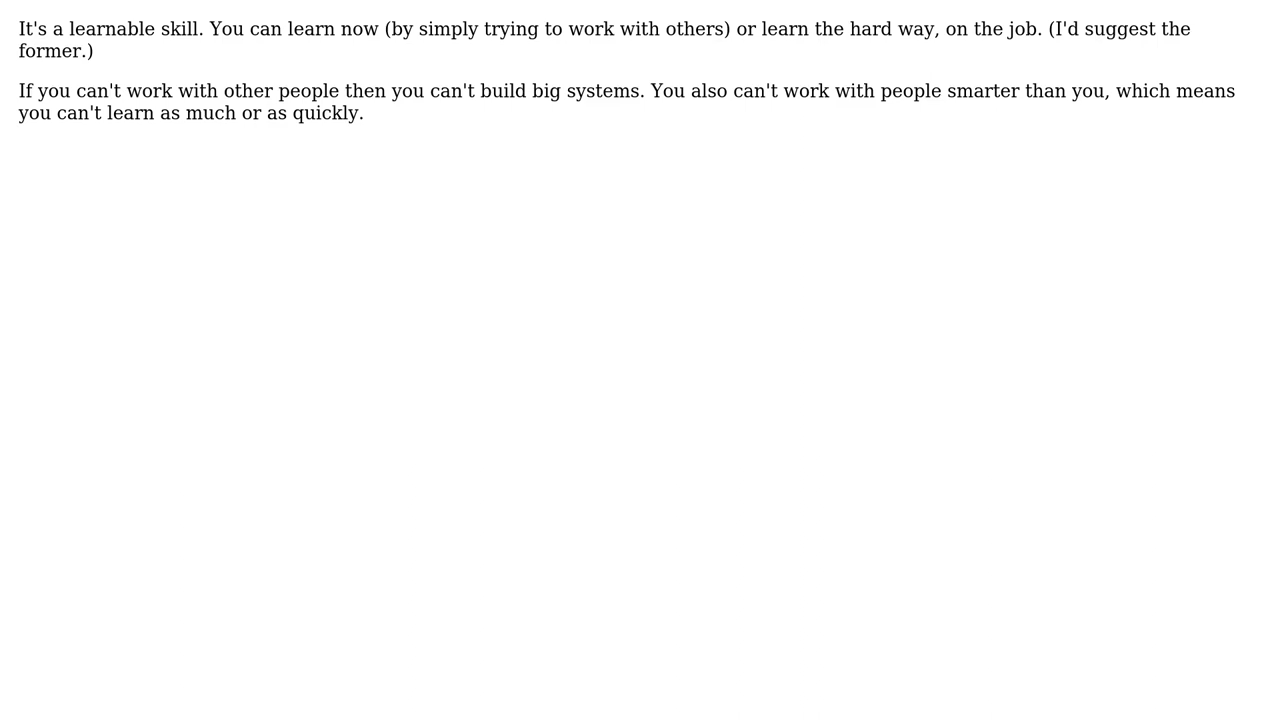 It's a learnable skill. You can learn now (by simply trying to work with others) or learn the hard way, on the job. (I'd suggest the
former.)
If you can't work with other people then you can't build big systems. You also can't work with people smarter than you, which means
you can't learn as much or as quickly.